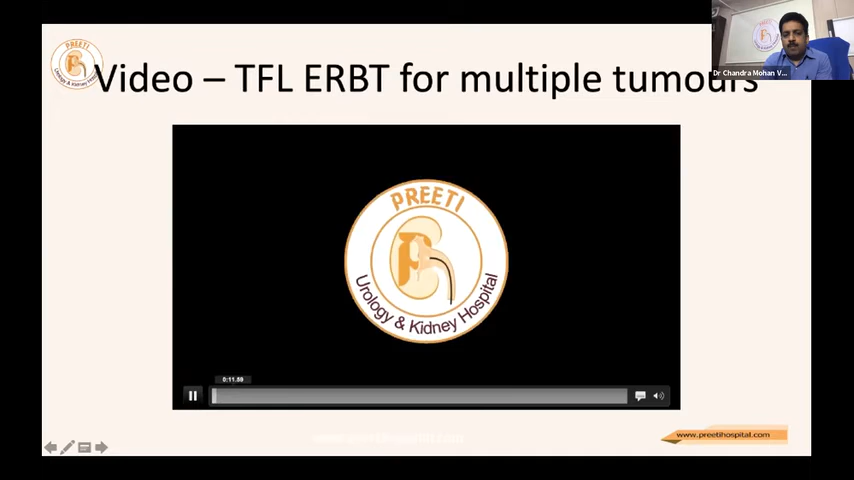 Video – TFL ERBT for multiple tumours
Dr Chandra Mohan V...
PREETI
Urology & Kidney Hospital
PREETI
Urology & Kidney Hospital
0:11.59
www.preetihospital.com